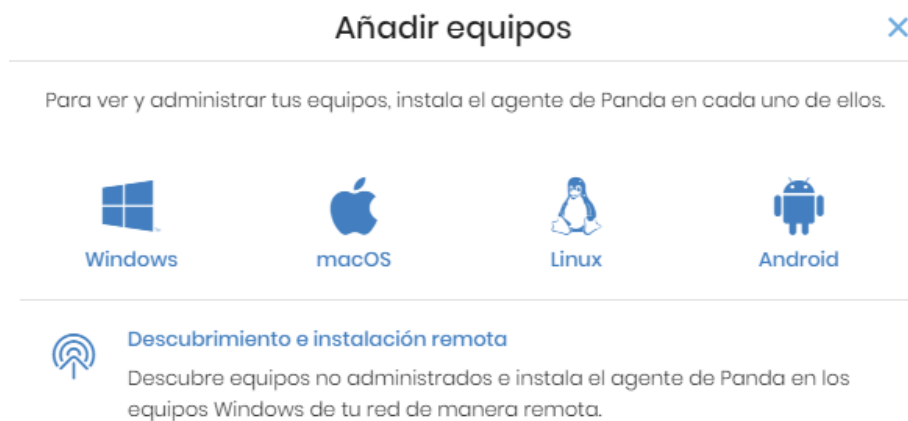 Añadir equipos
Para ver y administrar tus equipos, instala el agente de Panda en cada uno de ellos.
Windows
macOS
Linux
Android
Descubrimiento e instalación remota
Descubre equipos no administrados e instala el agente de Panda en los
equipos Windows de tu red de manera remota.